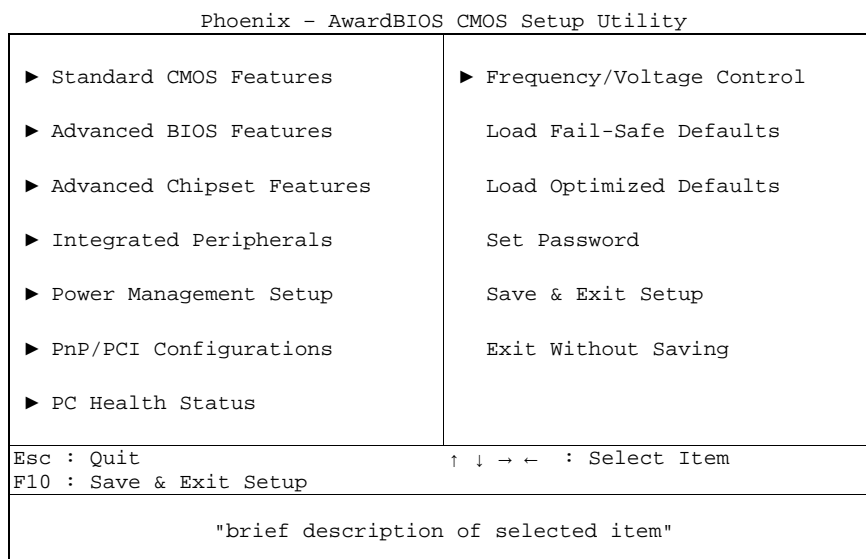 Phoenix – AwardBIOS CMOS Setup Utility
► Standard CMOS Features
► Advanced BIOS Features
► Advanced Chipset Features
► Integrated Peripherals
► Power Management Setup
► PnP/PCI Configurations
► PC Health Status
► Frequency/Voltage Control
Load Fail-Safe Defaults
Load Optimized Defaults
Set Password
Save & Exit Setup
Exit Without Saving
Esc : Quit
F10 : Save & Exit Setup
↑ ↓ → ← : Select Item
"brief description of selected item"